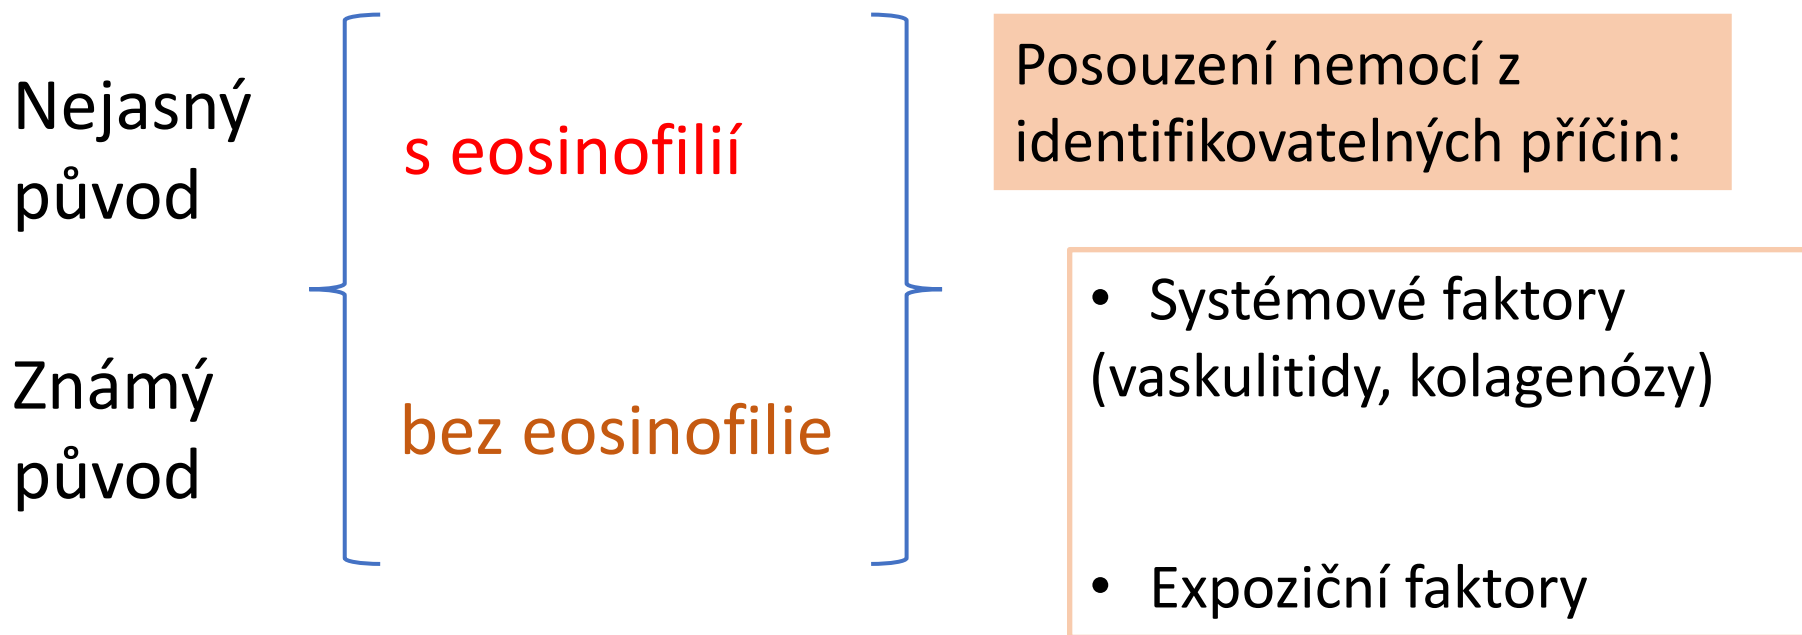 Nejasný
původ
Známý
původ
s eosinofilií
bez eosinofilie
Posouzení nemocí z
identifikovatelných příčin:
• Systémové faktory
(vaskulitidy, kolagenózy)
• Expoziční faktory